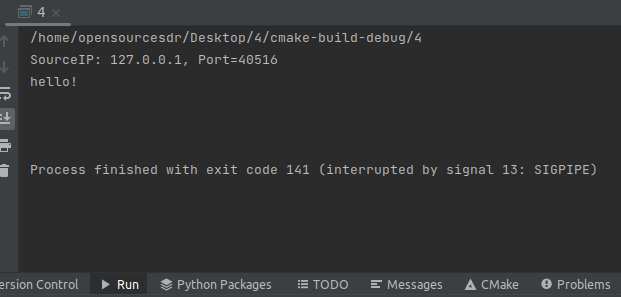 4
/home/opensourcesdr/Desktop/4/cmake-build-debug/4
SourceIP: 127.0.0.1, Port=40516
hello!
Process finished with exit code 141 (interrupted by signal 13: SIGPIPE)
ersion Control Run Python Packages TODO Messages CMake Problems